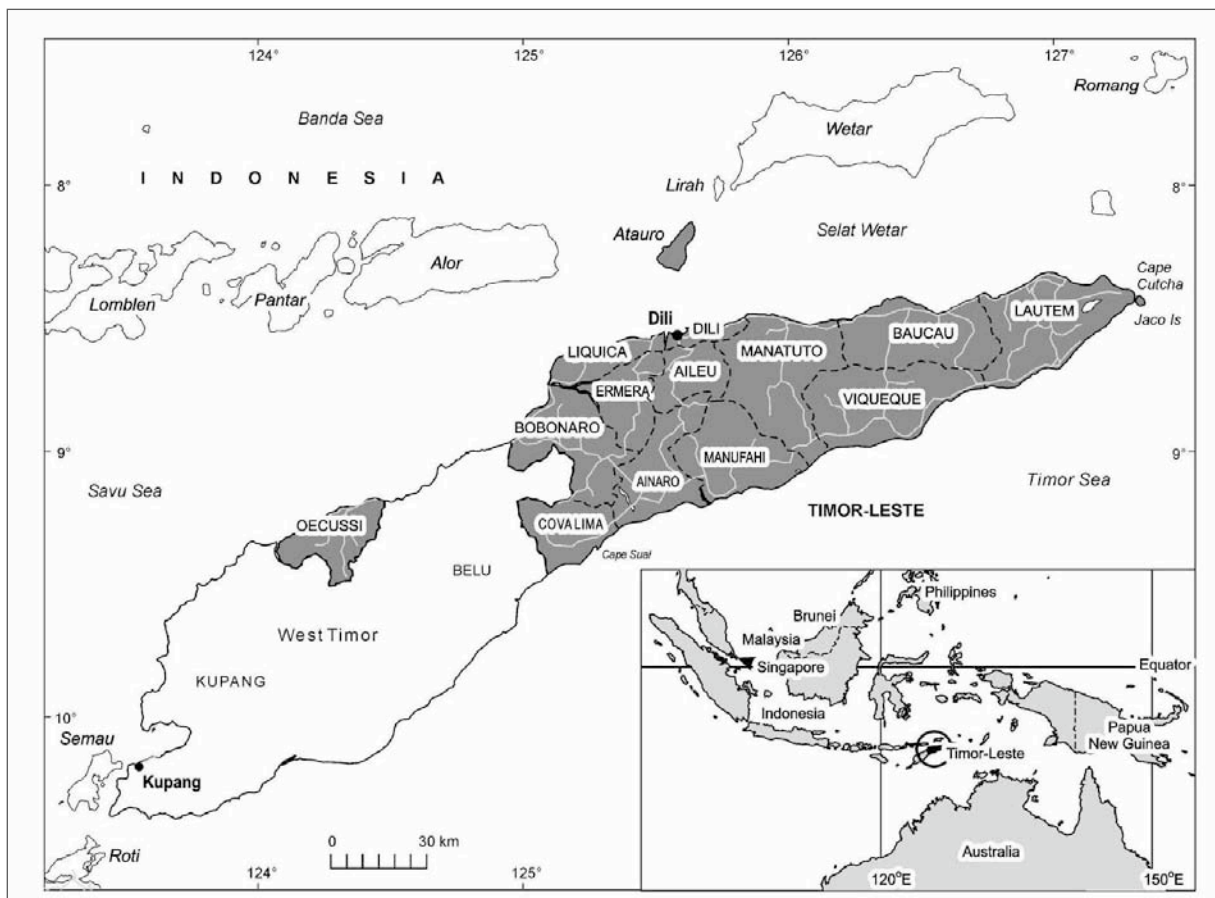 124°
125°
126°
127°
Romang
Banda Sea
Wetar
I N D O N E S I A
8°
8°
Lirah
Atauro
Selat Wetar
Alor
Cape
Cutcha
Lomblen
Pantar
Jaco Is
Dili
DILI
LAUTEM
BAUCAU
LIQUICA
MANATUTO
AILEU
ERMERA
VIQUEQUE
BOBONARO
9°
MANUFAHI
9°
AINARO
Timor Sea
Savu Sea
TIMOR-LESTE
OECUSSI
COVALIMA
Cape Suai
BELU
West Timor
KUPANG
10°
Semau
Kupang
0 30 km
Roti
124°
125°
Philippines
Brunei
Malaysia
Singapore
Equator
Indonesia
Papua
New Guinea
Timor-Leste
Australia
120°E
150°E